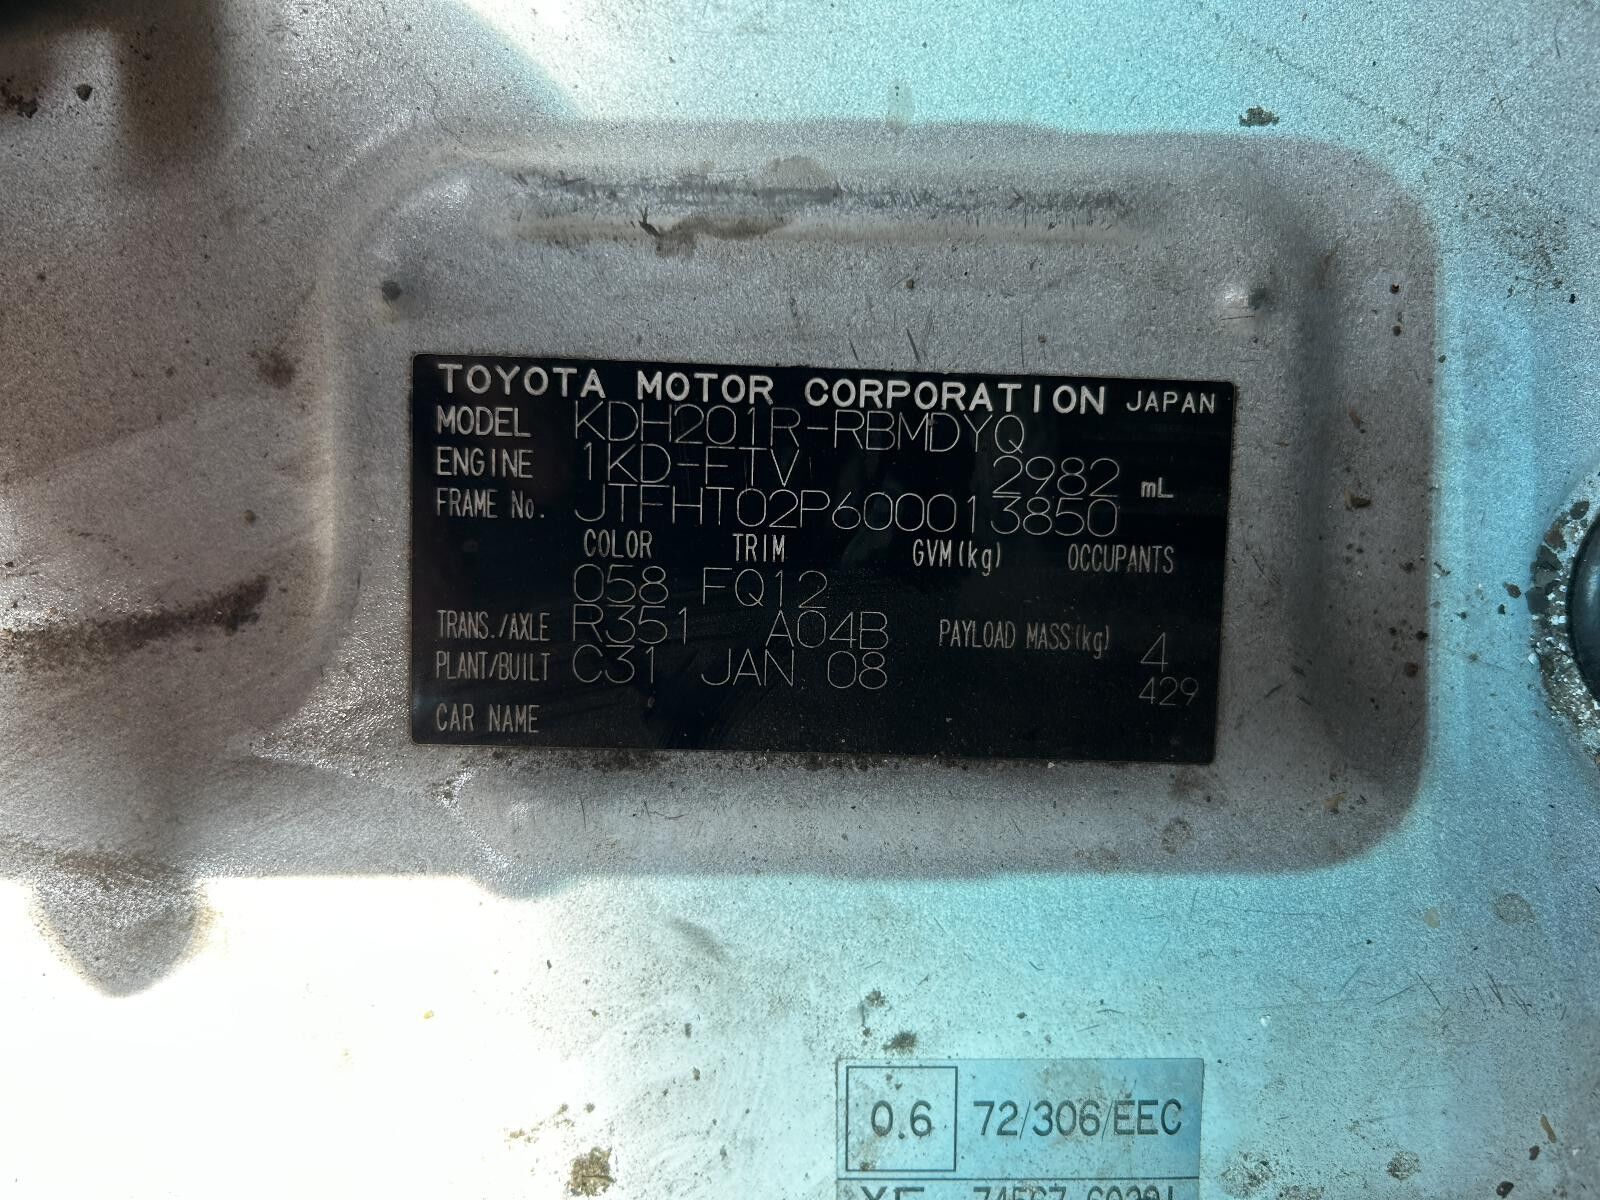 TOYOTA MOTOR CORPORATION JAPAN
MODEL KDH201R-RBMDYQ
ENGINE 1KD-FTV 2982 mL
FRAME No. JTFHT02P600013850
COLOR TRIM GVM(kg) OCCUPANTS
058 FQ12
TRANS./AXLE R351 A04B PAYLOAD MASS(kg) 4
PLANT/BUILT C31 JAN. 08 429
CAR NAME
0.6 72/306/EEC